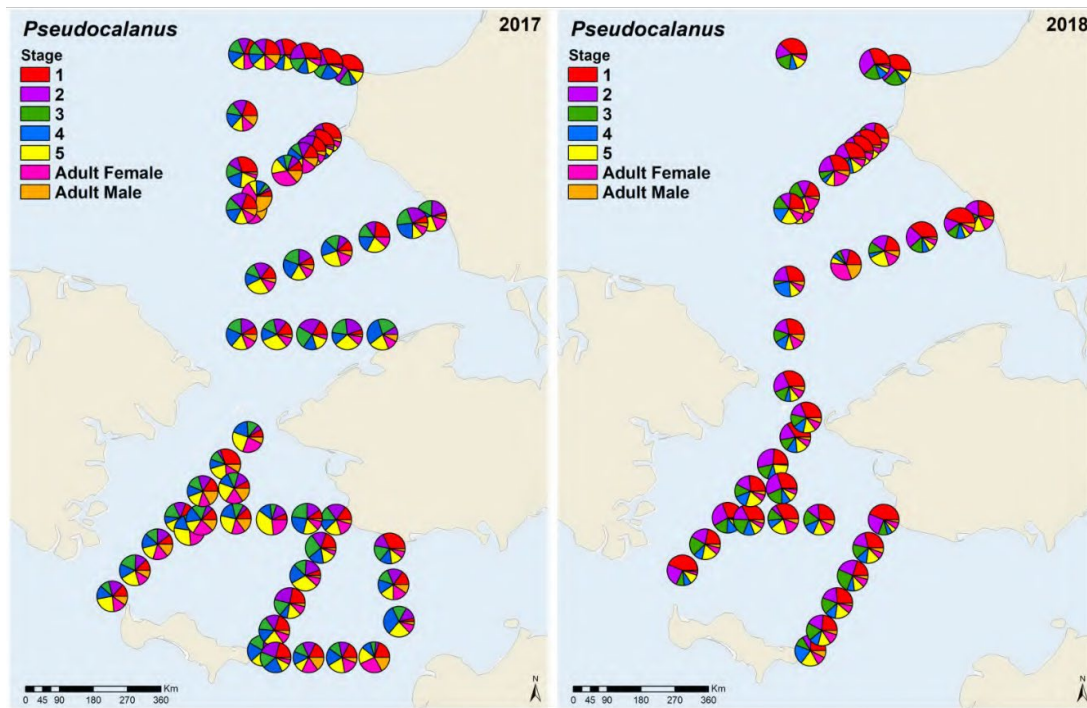 Pseudocalanus
2017
Stage
1
2
3
4
5
Adult Female
Adult Male
Km
0 45 90 180 270 360
N
Pseudocalanus
2018
Stage
1
2
3
4
5
Adult Female
Adult Male
Km
0 45 90 180 270 360
N